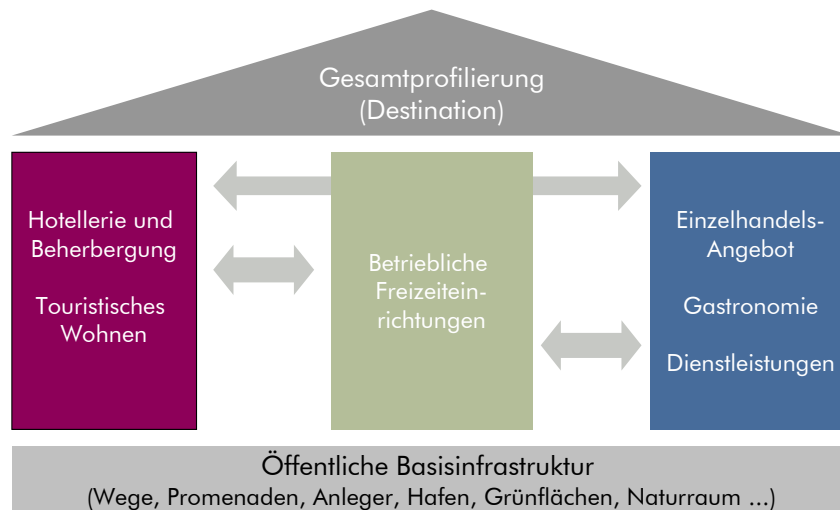 Gesamtprofilierung
(Destination)
Hotellerie und
Beherbergung
Touristisches
Wohnen
Betriebliche
Freizeitein-
richtungen
Einzelhandels-
Angebot
Gastronomie
Dienstleistungen
Öffentliche Basisinfrastruktur
(Wege, Promenaden, Anleger, Hafen, Grünflächen, Naturraum ...)